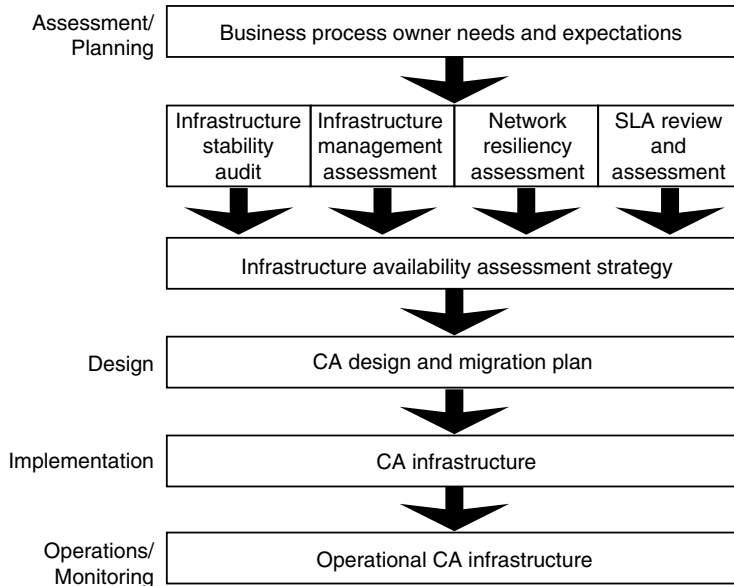 Assessment/
Planning
Business process owner needs and expectations
Infrastructure
stability
audit
Infrastructure
management
assessment
Network
resiliency
assessment
SLA review
and
assessment
Infrastructure availability assessment strategy
Design
CA design and migration plan
Implementation
CA infrastructure
Operations/
Monitoring
Operational CA infrastructure